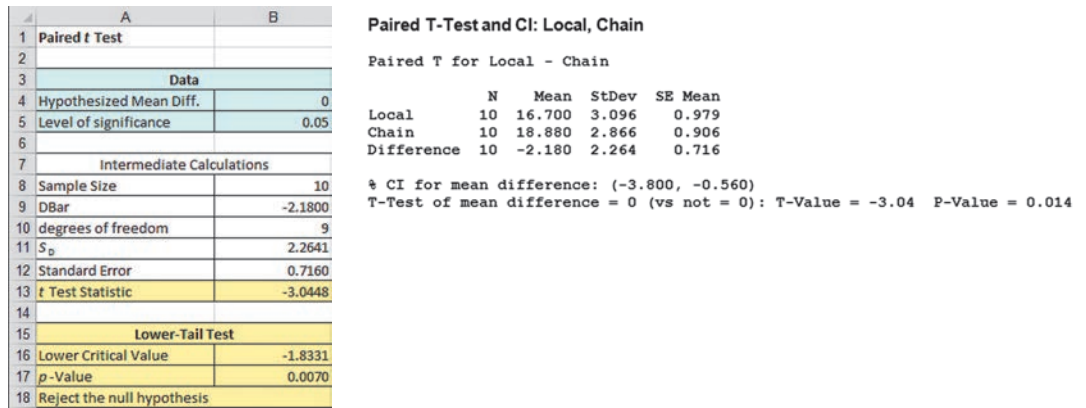 A B
1 Paired t Test
2
3 Data
4 Hypothesized Mean Diff. 0
5 Level of significance 0.05
6
7 Intermediate Calculations
8 Sample Size 10
9 DBar -2.1800
10 degrees of freedom 9
11 SD 2.2641
12 Standard Error 0.7160
13 t Test Statistic -3.0448
14
15 Lower-Tail Test
16 Lower Critical Value -1.8331
17 p-Value 0.0070
18 Reject the null hypothesis
Paired T-Test and CI: Local, Chain
Paired T for Local - Chain
N Mean StDev SE Mean
Local 10 16.700 3.096 0.979
Chain 10 18.880 2.866 0.906
Difference 10 -2.180 2.264 0.716
% CI for mean difference: (-3.800, -0.560)
T-Test of mean difference = 0 (vs not = 0): T-Value = -3.04 P-Value = 0.014